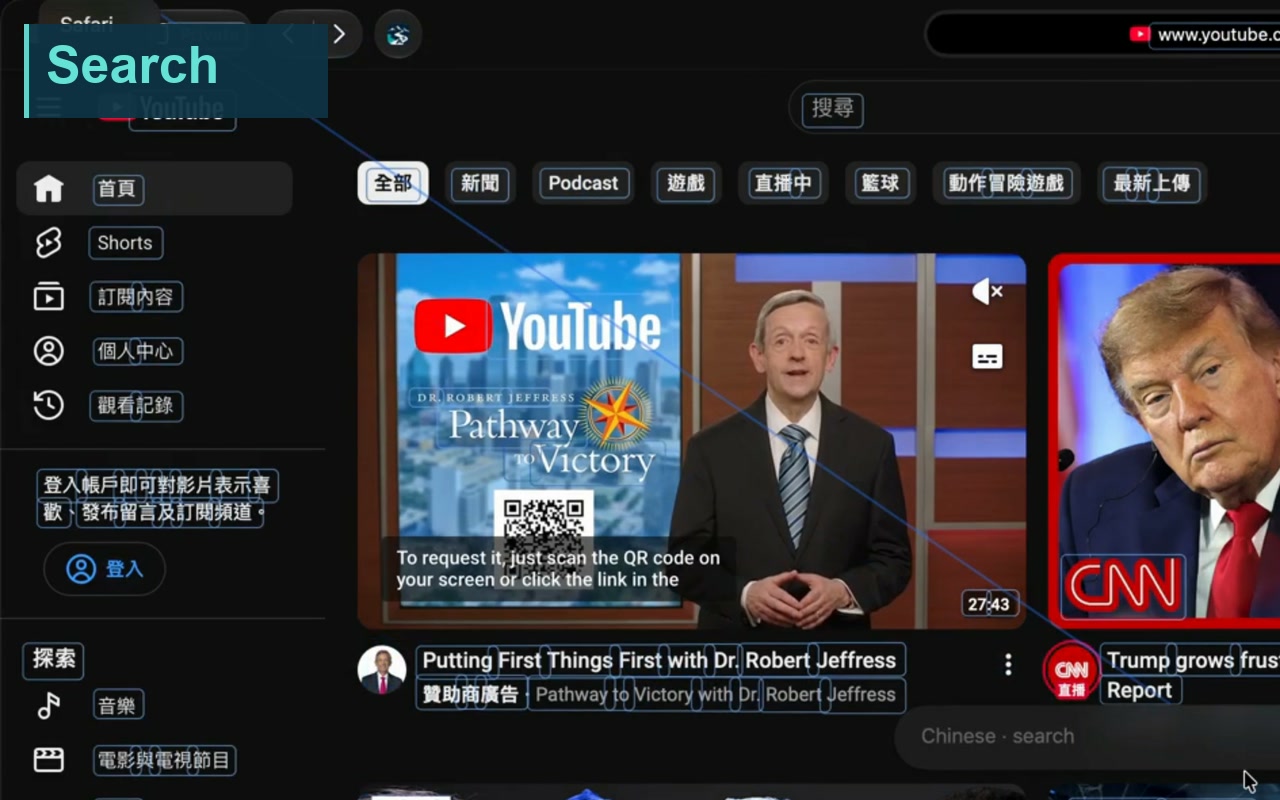 Safari
Search
www.youtube.c
YouTube
搜尋
首頁
Shorts
訂閱內容
個人中心
觀看記錄
登入帳戶即可對影片表示喜
歡、發布留言及訂閱頻道。
登入
探索
音樂
電影與電視節目
全部
新聞
Podcast
遊戲
直播中
籃球
動作冒險遊戲
最新上傳
YouTube
DR. ROBERT JEFFRESS
Pathway
TO Victory
To request it, just scan the QR code on
your screen or click the link in the
27:43
Putting First Things First with Dr. Robert Jeffress
贊助商廣告 · Pathway to Victory with Dr. Robert Jeffress
CNN
CNN
直播
Trump grows frus
Report
Chinese · search